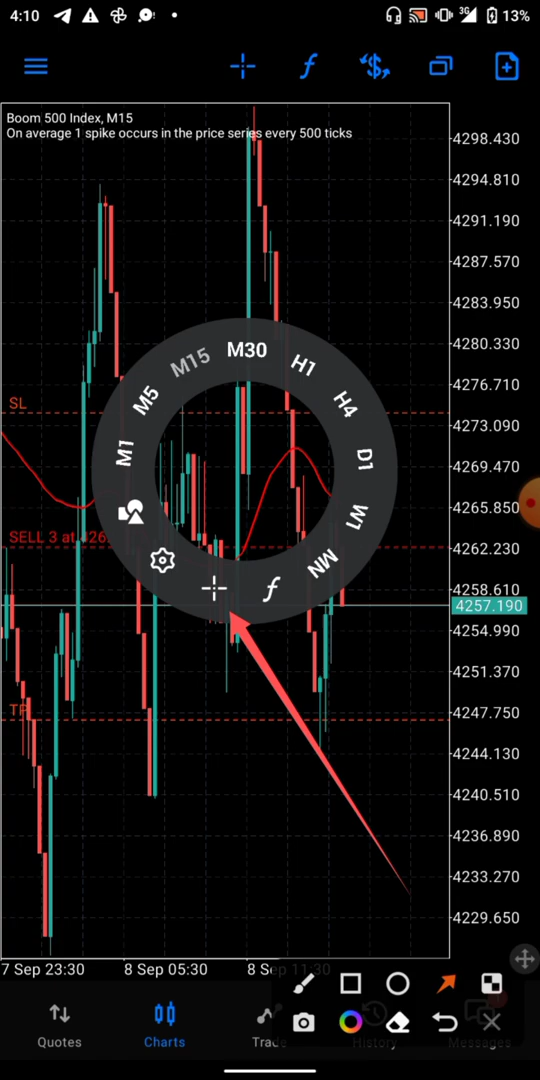 4:10
3G
13%
Boom 500 Index, M15
On average 1 spike occurs in the price series every 500 ticks
4298.430
4294.810
4291.190
4287.570
4283.950
4280.330
4276.710
4273.090
4269.470
4265.850
4262.230
4258.610
4257.190
4254.990
4251.370
4247.750
4244.130
4240.510
4236.890
4233.270
4229.650
M1
M5
M15
M30
H1
H4
D1
W1
MN
SL
SELL 3 at
TP
7 Sep 23:30
8 Sep 05:30
8 Sep 11:30
Quotes
Charts
Trade
History
Messages